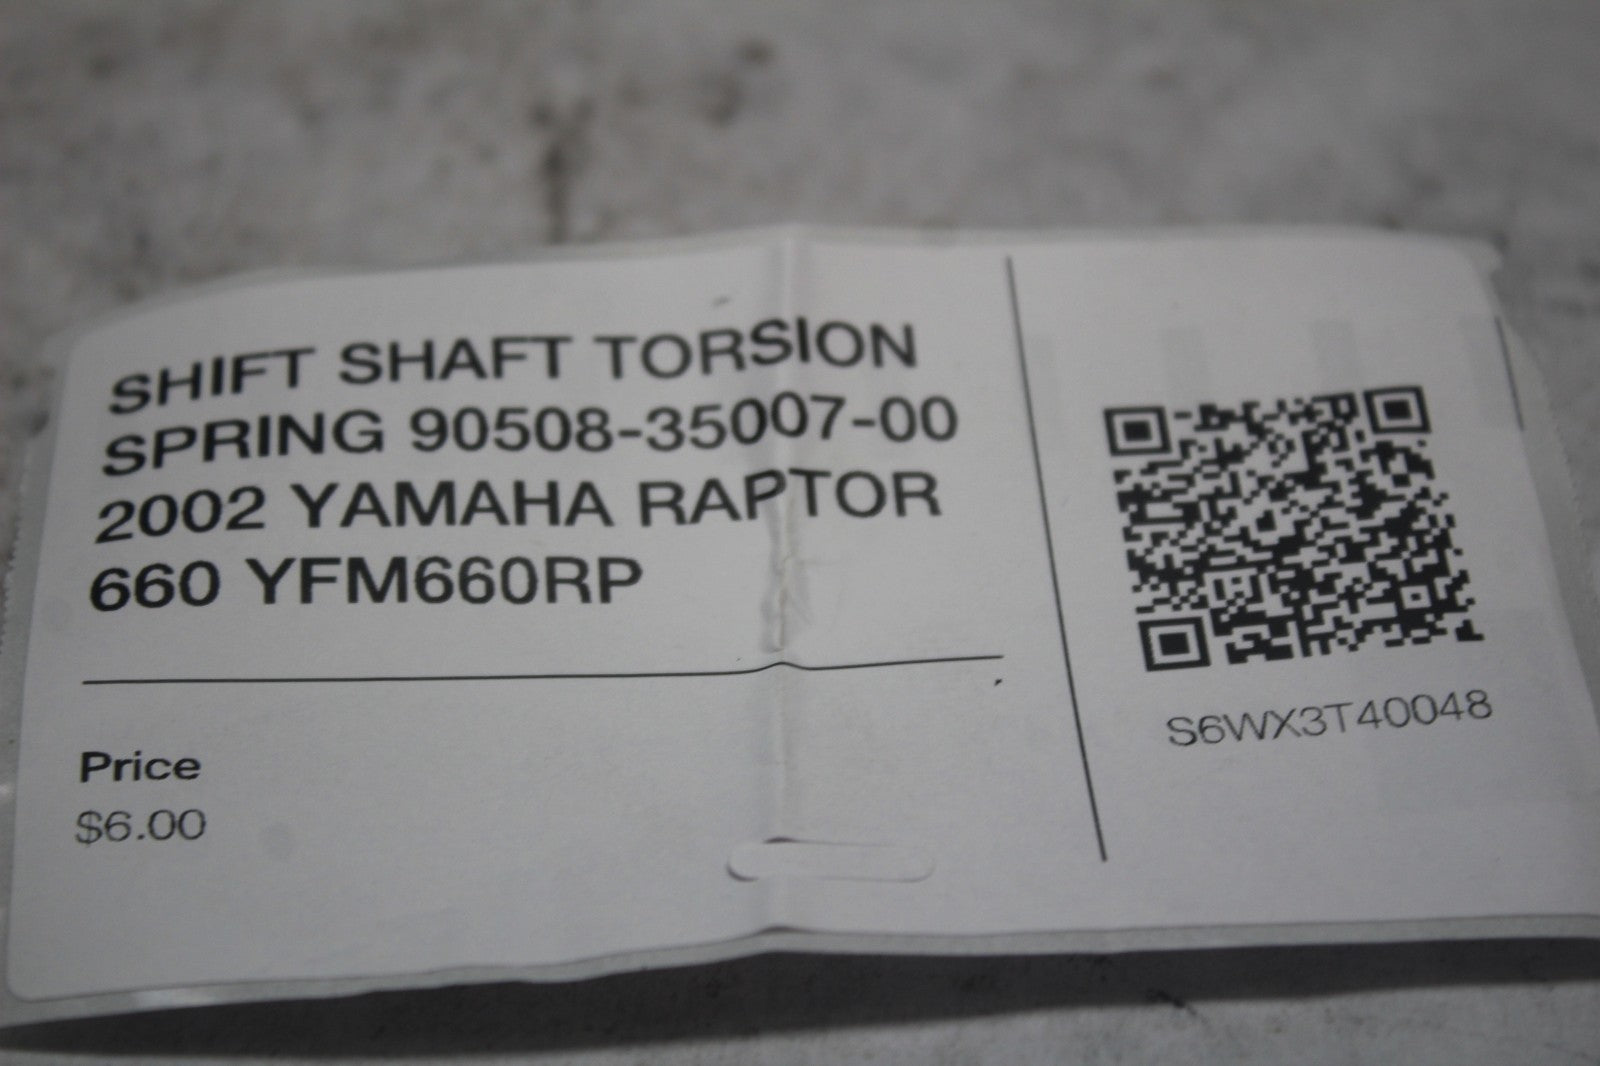 SHIFT SHAFT TORSION
SPRING 90508-35007-00
2002 YAMAHA RAPTOR
660 YFM660RP
Price
$6.00
S6WX3T40048